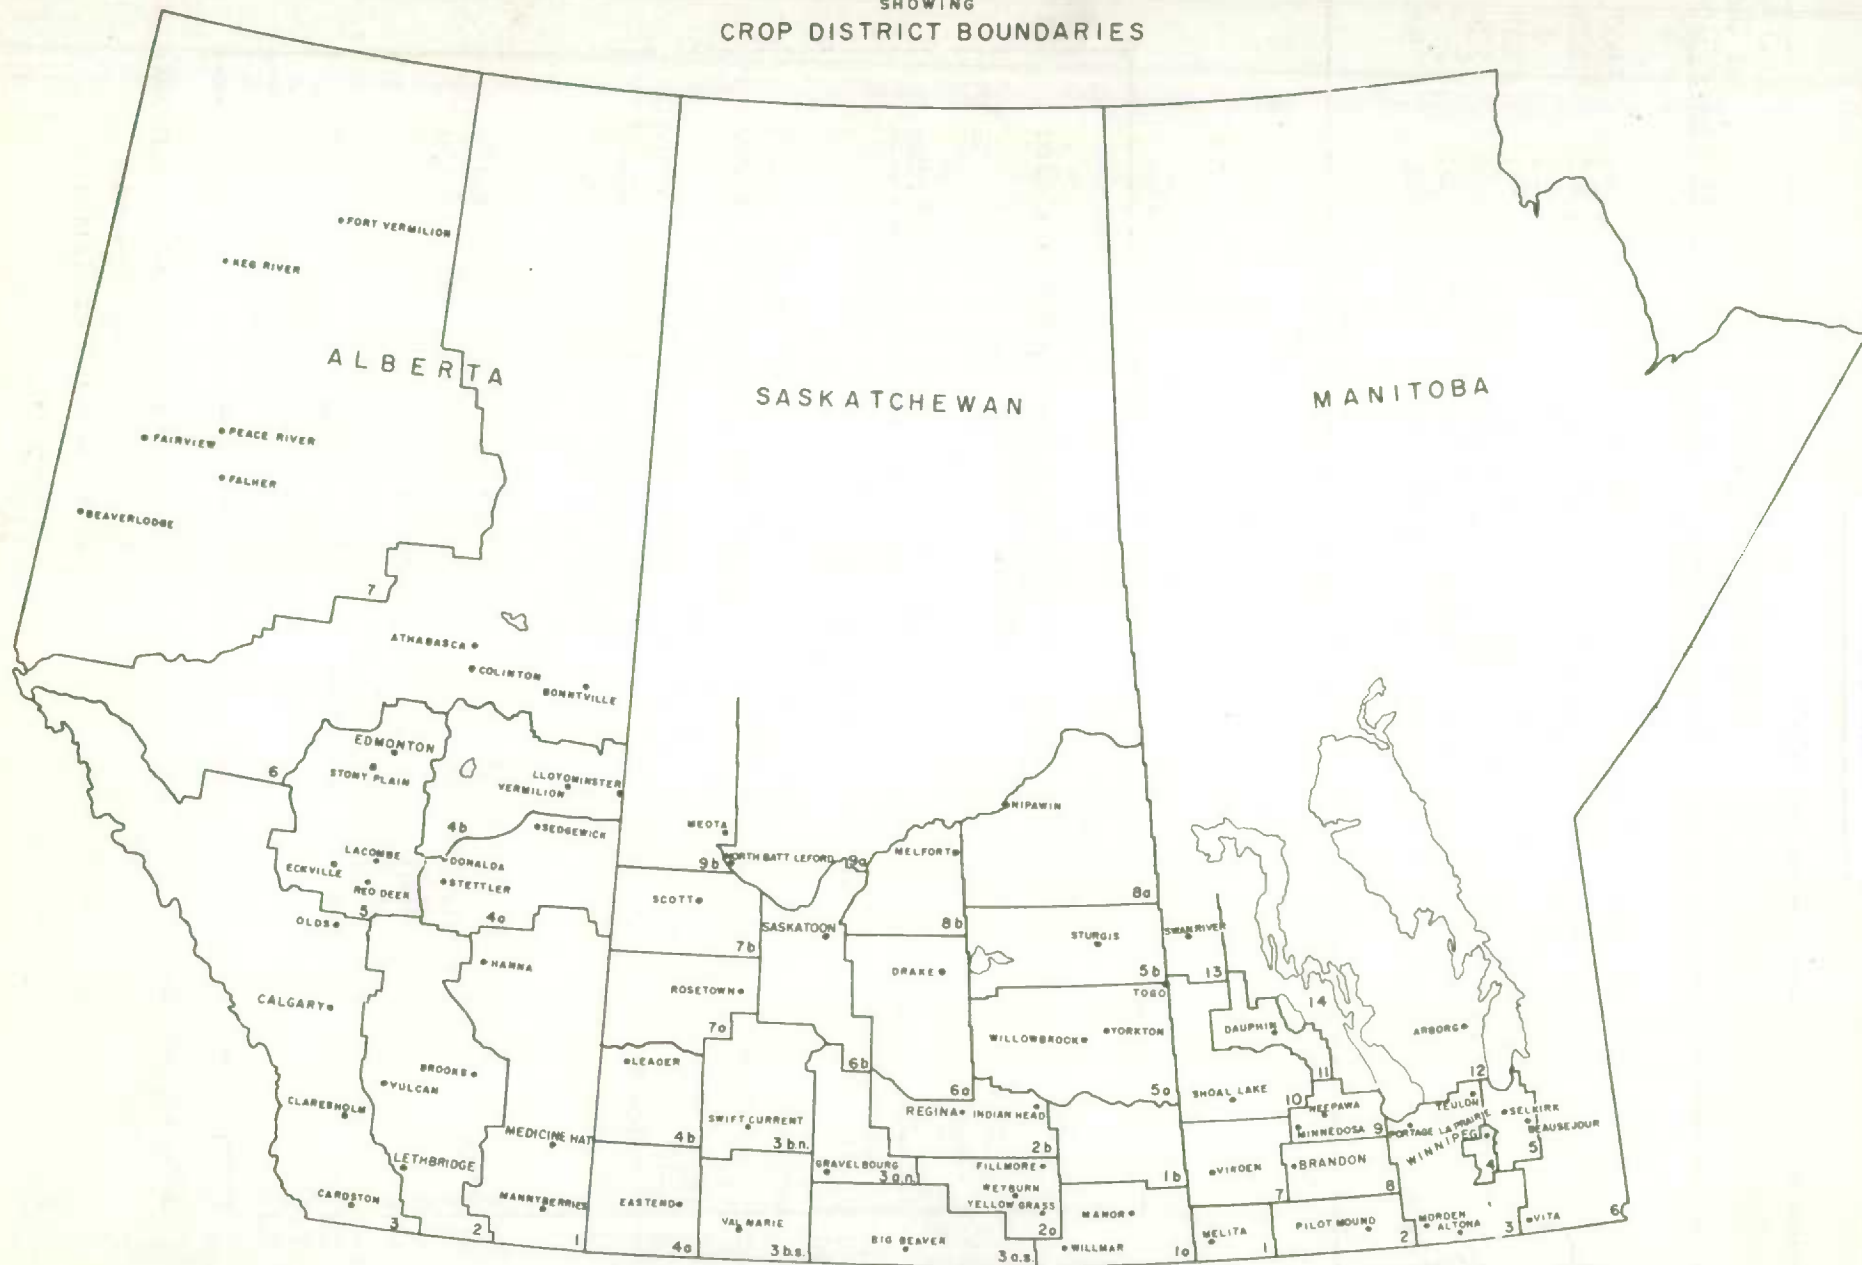 SHOWING
CROP DISTRICT BOUNDARIES
ALBERTA
SASKATCHEWAN
MANITOBA
FORT VERMILION
KEG RIVER
PEACE RIVER
FAIRVIEW
FALHER
BEAVERLODGE
7
ATHABASCA
COLINTON
BONNYVILLE
EDMONTON
STONY PLAIN
6
LLOYDMINSTER
VERMILION
4b
SEDGEWICK
LACOMBE
ECKVILLE
RED DEER
5
DONALDA
STETTLER
4a
OLDS
HANNA
CALGARY
BROOKS
VULCAN
CLARESHOLM
MEDICINE HAT
LETHBRIDGE
CARDSTON
MANNYBERRIES
3
2
1
MEOTA
9b
NORTH BATTLEFORD
9a
NIPAWIN
MELFORT
8a
SCOTT
7b
SASKATOON
8b
STURGIS
5b
DRAKE
ROSETOWN
7a
TOGO
WILLOWBROOK
YORKTON
LEADER
6b
6a
5a
REGINA
INDIAN HEAD
SWIFT CURRENT
4b
3 b.n.
2b
GRAVELBOURG
3 a.n.
FILLMORE
WEYBURN
YELLOW GRASS
2a
1b
EASTEND
VAL MARIE
MANOR
BIG BEAVER
WILLMAR
4a
3 b.s.
3 a.s.
1a
SWAN RIVER
13
14
DAUPHIN
ARBORG
11
12
SHOAL LAKE
10
NEEPAWA
MINNEDOSA
9
TEULON
PORTAGE LA PRAIRIE
SELKIRK
BEAUSEJOUR
WINNIPEG
4
5
VIRDEN
BRANDON
7
8
MELITA
1
PILOT MOUND
2
MORDEN
ALTONA
3
VITA
6